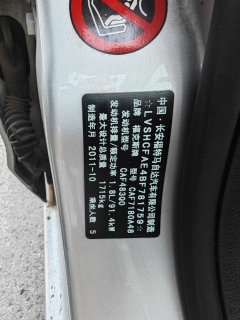 中国·长安福特马自达汽车有限公司制造
☆LVSHCFAE4BF781799☆
品牌 福克斯牌 整车型号 CAF7180A48
发动机型号 CAF483Q0
发动机排量/额定功率 1.8L/91.4kW
最大设计总质量 1715kg
制造年月 2011-10 乘坐人数 5